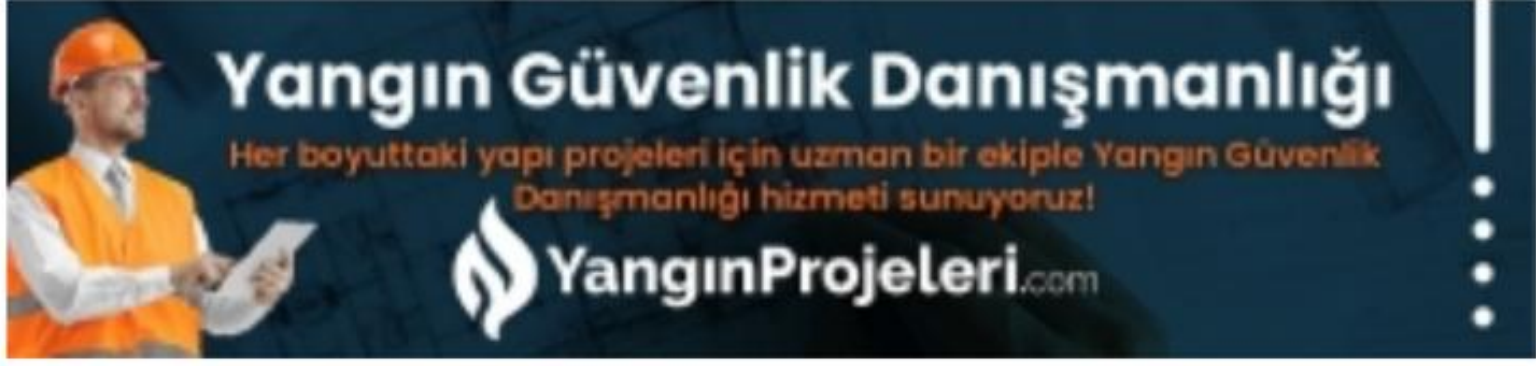 Yangın Güvenlik Danışmanlığı
Her boyuttaki yapı projeleri için uzman bir ekiple Yangın Güvenlik
Danışmanlığı hizmeti sunuyoruz!
YangınProjeleri.com